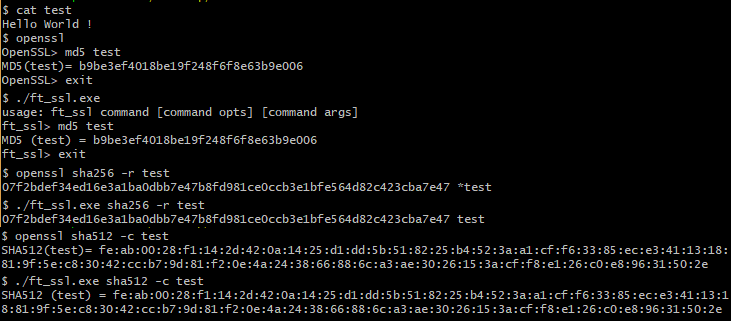 $ cat test
Hello World !
$ openssl
OpenSSL> md5 test
MD5(test)= b9be3ef4018be19f248f6f8e63b9e006
OpenSSL> exit
$ ./ft_ssl.exe
usage: ft_ssl command [command opts] [command args]
ft_ssl> md5 test
MD5 (test) = b9be3ef4018be19f248f6f8e63b9e006
ft_ssl> exit
$ openssl sha256 -r test
07f2bdef34ed16e3a1ba0dbb7e47b8fd981ce0ccb3e1bfe564d82c423cba7e47 *test
$ ./ft_ssl.exe sha256 -r test
07f2bdef34ed16e3a1ba0dbb7e47b8fd981ce0ccb3e1bfe564d82c423cba7e47 test
$ openssl sha512 -c test
SHA512(test)= fe:ab:00:28:f1:14:2d:42:0a:14:25:d1:dd:5b:51:82:25:b4:52:3a:a1:cf:f6:33:85:ec:e3:41:13:18:
81:9f:5e:c8:30:42:cc:b7:9d:81:f2:0e:4a:24:38:66:88:6c:a3:ae:30:26:15:3a:cf:f8:e1:26:c0:e8:96:31:50:2e
$ ./ft_ssl.exe sha512 -c test
SHA512 (test) = fe:ab:00:28:f1:14:2d:42:0a:14:25:d1:dd:5b:51:82:25:b4:52:3a:a1:cf:f6:33:85:ec:e3:41:13:1
8:81:9f:5e:c8:30:42:cc:b7:9d:81:f2:0e:4a:24:38:66:88:6c:a3:ae:30:26:15:3a:cf:f8:e1:26:c0:e8:96:31:50:2e